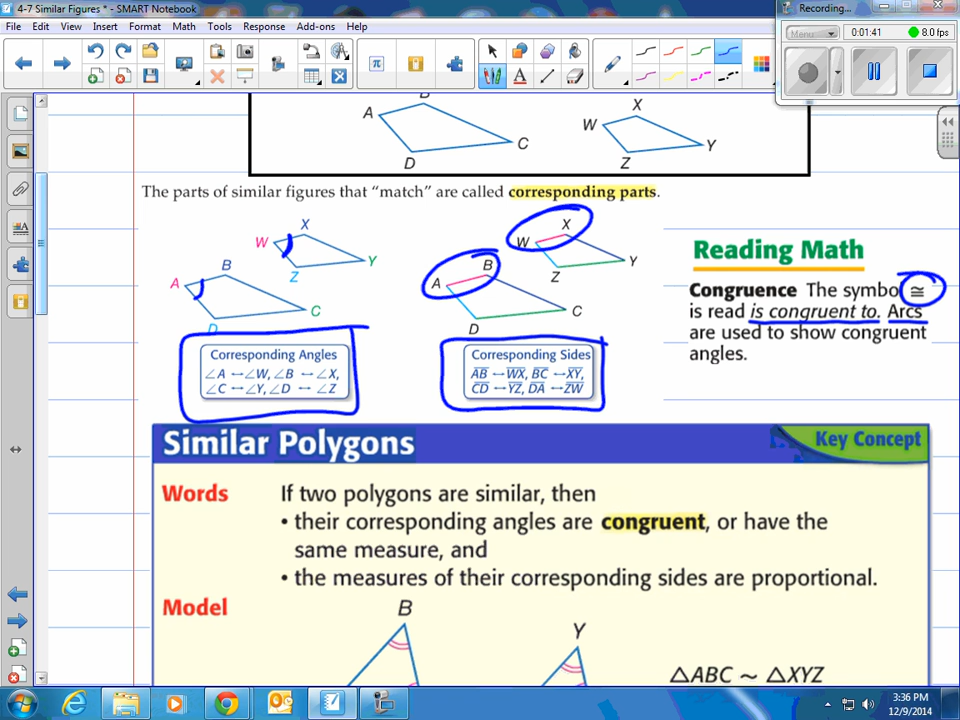 4-7 Similar Figures * - SMART Notebook
Recording...
File Edit View Insert Format Math Tools Response Add-ons Help
Menu
0:01:41
8.0 fps
A
C
D
W
X
Y
Z
The parts of similar figures that “match” are called corresponding parts.
X
W
Y
Z
B
A
C
D
X
W
Y
Z
B
A
C
D
Corresponding Angles
∠A ↔ ∠W, ∠B ↔ ∠X,
∠C ↔ ∠Y, ∠D ↔ ∠Z
Corresponding Sides
AB ↔ WX, BC ↔ XY,
CD ↔ YZ, DA ↔ ZW
Reading Math
Congruence The symbol ≅
is read is congruent to. Arcs
are used to show congruent
angles.
Similar Polygons
Key Concept
Words
If two polygons are similar, then
• their corresponding angles are congruent, or have the
same measure, and
• the measures of their corresponding sides are proportional.
Model
B
Y
△ABC ~ △XYZ
3:36 PM
12/9/2014